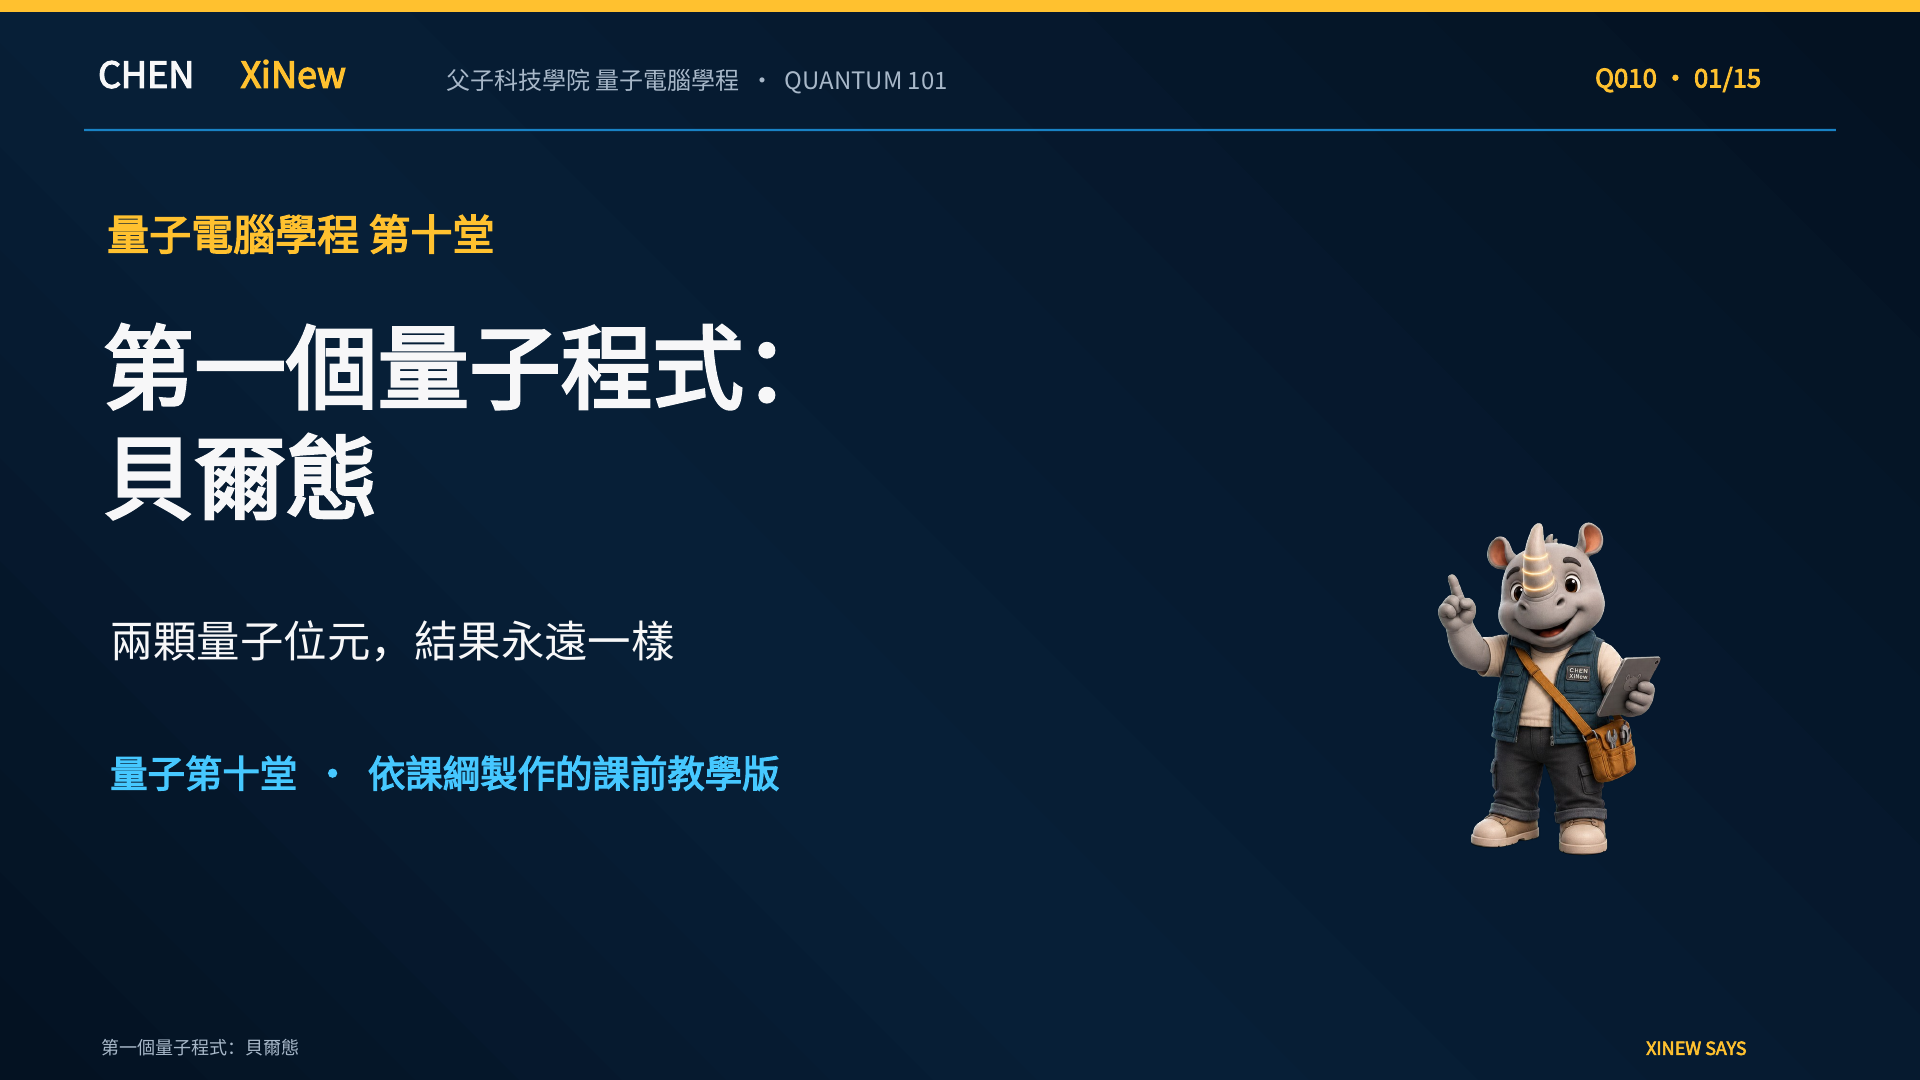 CHEN XiNew 父子科技學院 量子電腦學程 • QUANTUM 101 Q010 • 01/15
量子電腦學程 第十堂
第一個量子程式：
貝爾態
兩顆量子位元，結果永遠一樣
量子第十堂 • 依課綱製作的課前教學版
CHEN
XiNew
第一個量子程式：貝爾態 XINEW SAYS